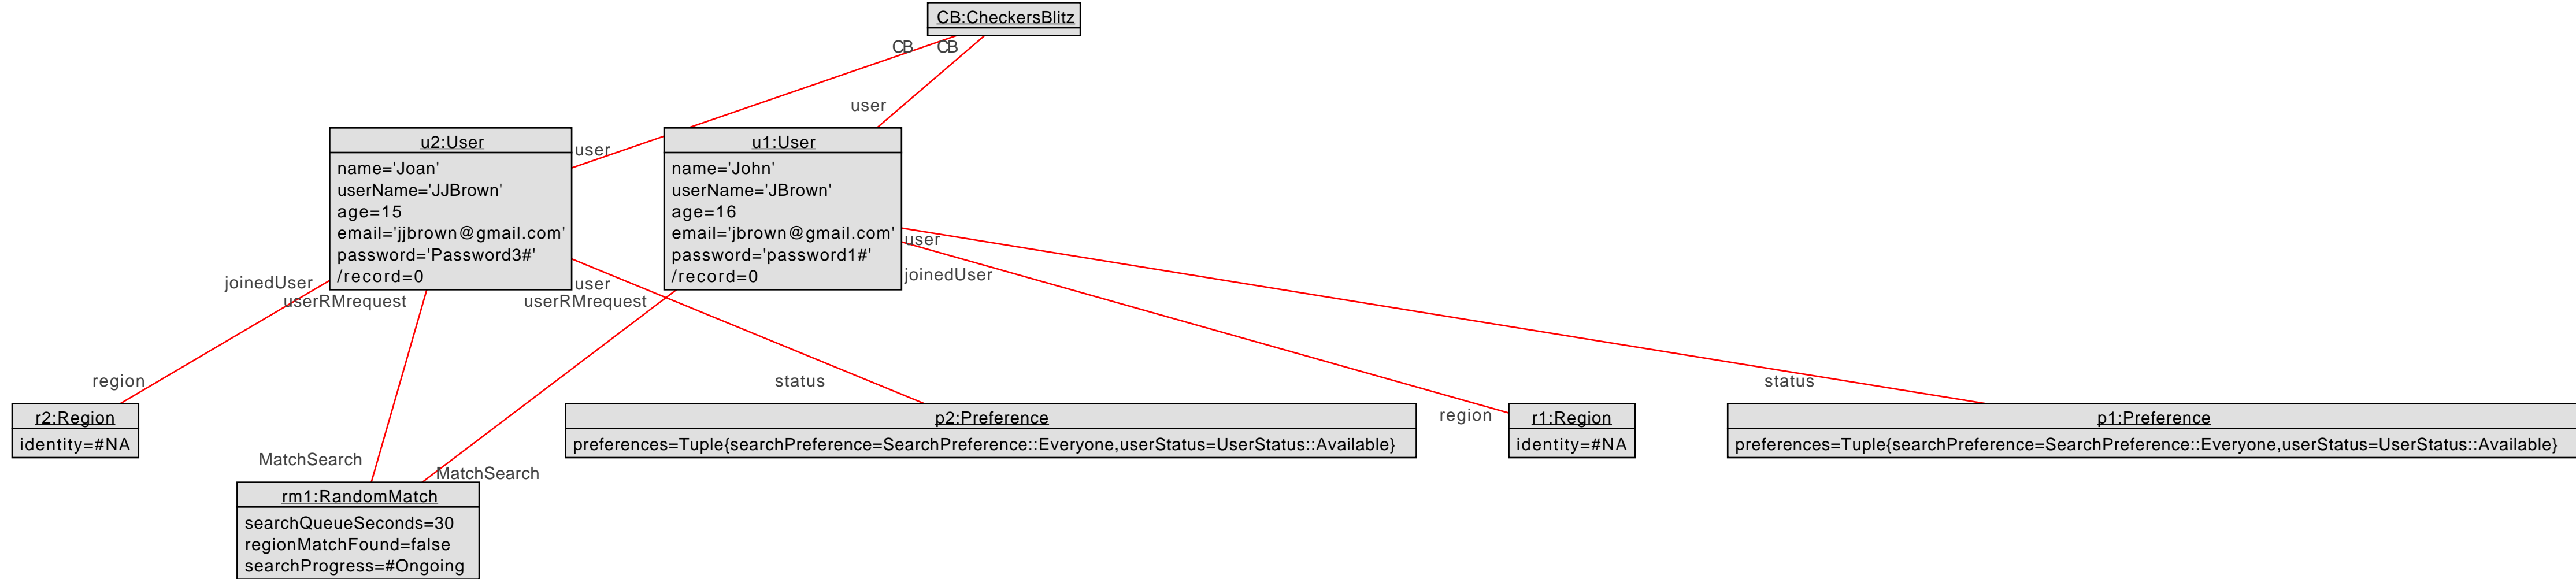 CB:CheckersBlitz
CB CB
user
u2:User
name='Joan'
userName='JJBrown'
age=15
email='jjbrown@gmail.com'
password='Password3#'
/record=0
user
u1:User
name='John'
userName='JBrown'
age=16
email='jbrown@gmail.com'
password='password1#'
/record=0
user
joinedUser
joinedUser
userRMrequest
user
userRMrequest
region
status
status
r2:Region
identity=#NA
p2:Preference
preferences=Tuple{searchPreference=SearchPreference::Everyone,userStatus=UserStatus::Available}
region
r1:Region
identity=#NA
p1:Preference
preferences=Tuple{searchPreference=SearchPreference::Everyone,userStatus=UserStatus::Available}
MatchSearch
MatchSearch
rm1:RandomMatch
searchQueueSeconds=30
regionMatchFound=false
searchProgress=#Ongoing